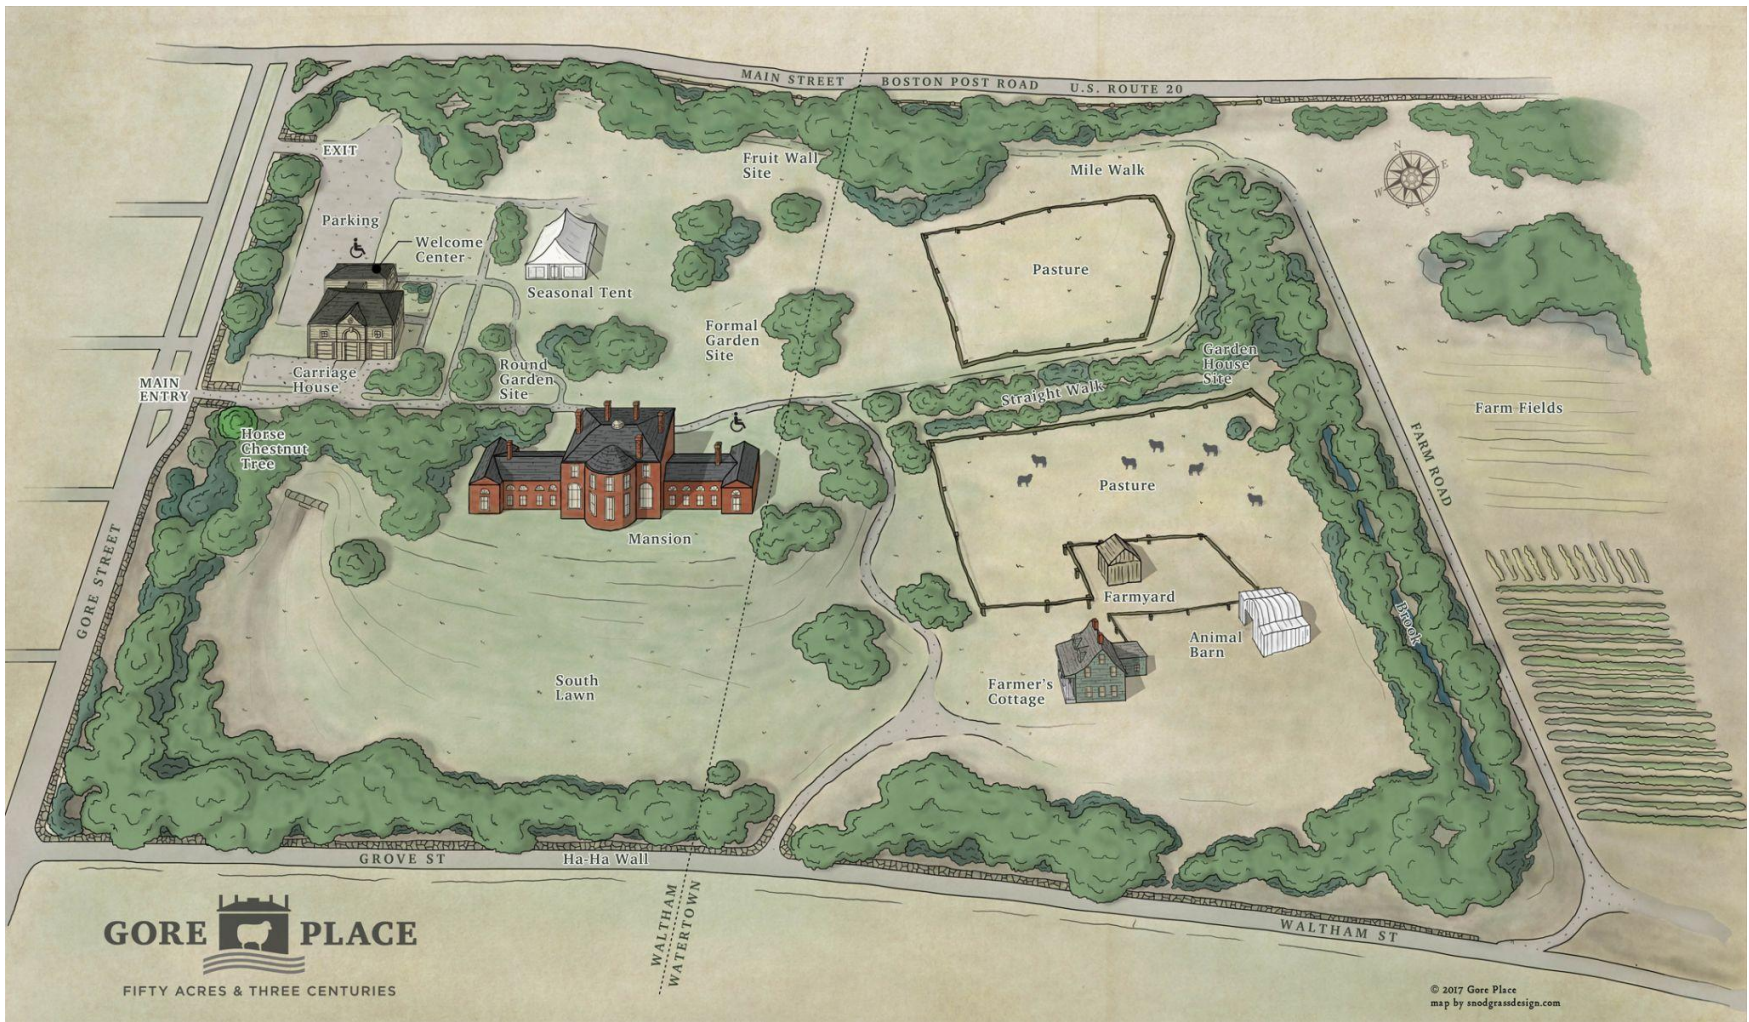 MAIN STREET
BOSTON POST ROAD
U.S. ROUTE 20
EXIT
Fruit Wall
Site
Mile Walk
N
E
W
S
Parking
Welcome
Center
Seasonal Tent
Pasture
Formal
Garden
Site
Carriage
House
Round
Garden
Site
MAIN
ENTRY
Garden
House
Site
Straight Walk
Farm Fields
Horse
Chestnut
Tree
FARM ROAD
Pasture
Mansion
GORE STREET
Farmyard
Brook
Animal
Barn
South
Lawn
Farmer's
Cottage
GROVE ST
Ha-Ha Wall
WALTHAM
WATERTOWN
WALTHAM ST
GORE PLACE
FIFTY ACRES & THREE CENTURIES
© 2017 Gore Place
map by snodgrassdesign.com